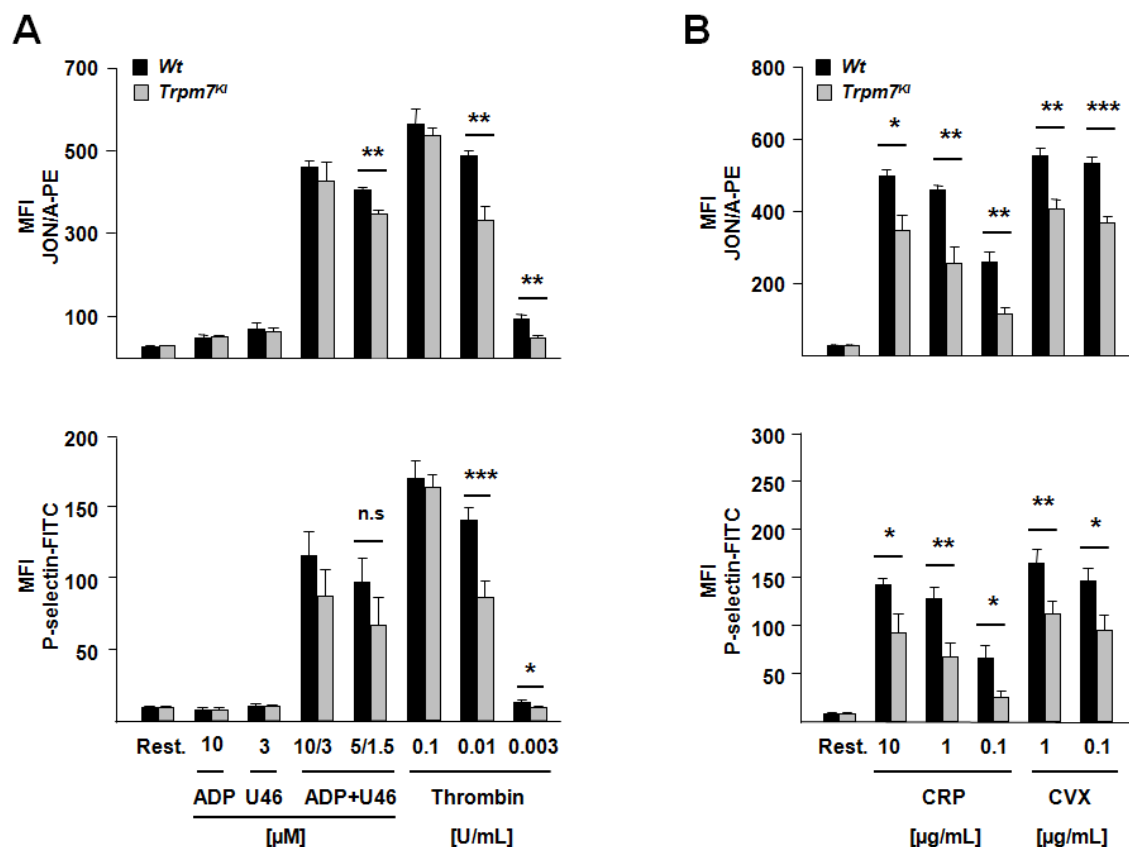 A
Wt
Trpm7KI
700
500
300
100
MFI
JON/A-PE
**
**
**
200
150
100
50
MFI
P-selectin-FITC
n.s
***
*
Rest. 10 3 10/3 5/1.5 0.1 0.01 0.003
ADP U46 ADP+U46 Thrombin
[µM] [U/mL]
B
Wt
Trpm7KI
800
600
400
200
MFI
JON/A-PE
* ** ** ** ***
300
250
200
150
100
50
MFI
P-selectin-FITC
* ** * ** *
Rest. 10 1 0.1 1 0.1
CRP CVX
[µg/mL] [µg/mL]